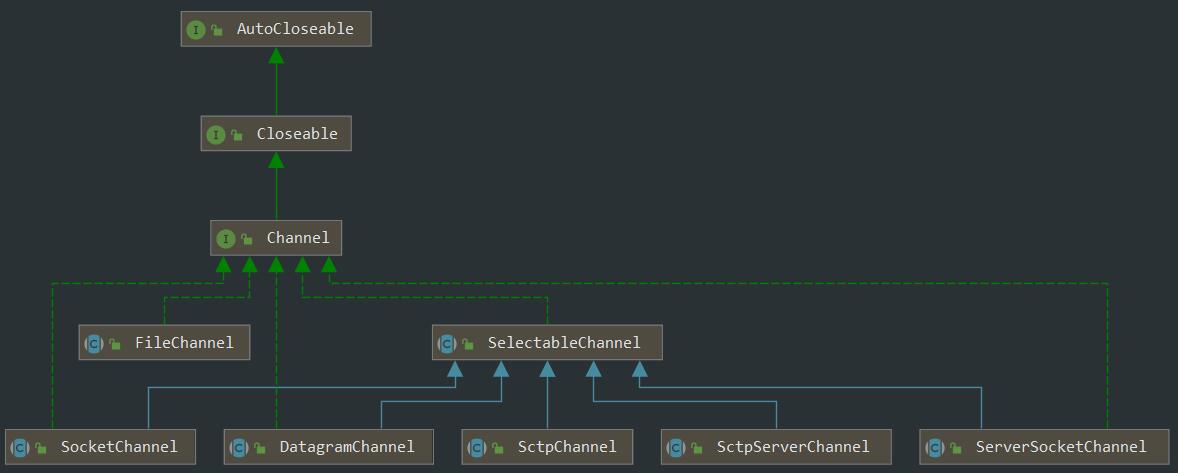 I AutoCloseable
I Closeable
I Channel
C FileChannel
C SelectableChannel
C SocketChannel
C DatagramChannel
C SctpChannel
C SctpServerChannel
C ServerSocketChannel